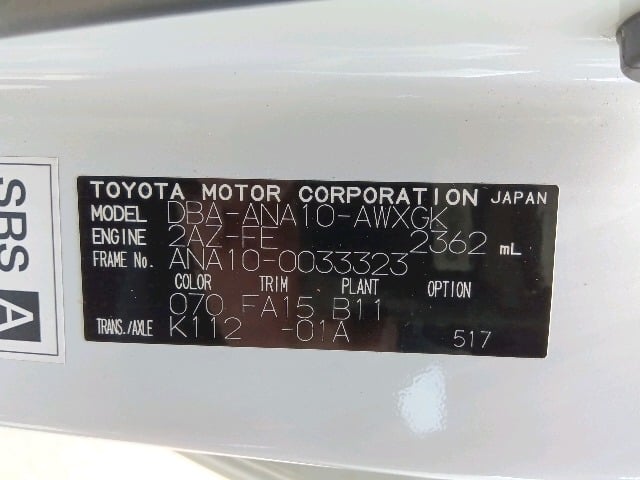 TOYOTA MOTOR CORPORATION JAPAN
MODEL DBA-ANA10-AWXGK
ENGINE 2AZ-FE 2362 mL
FRAME No. ANA10-0033323
COLOR TRIM PLANT OPTION
070 FA15 B11
TRANS./AXLE K112 -01A 517
SBS A